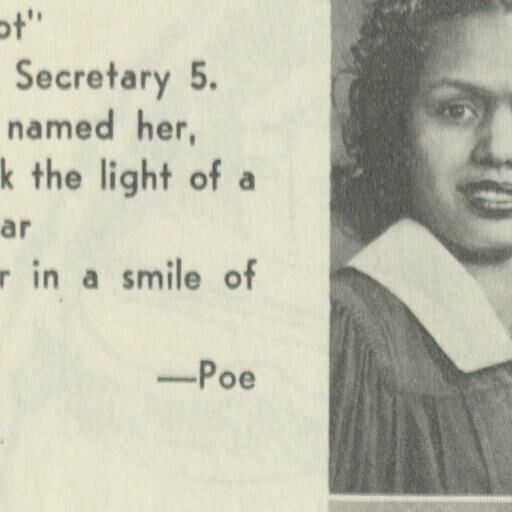 ot"
Secretary 5.
named her,
k the light of a
ar
r in a smile of
—Poe